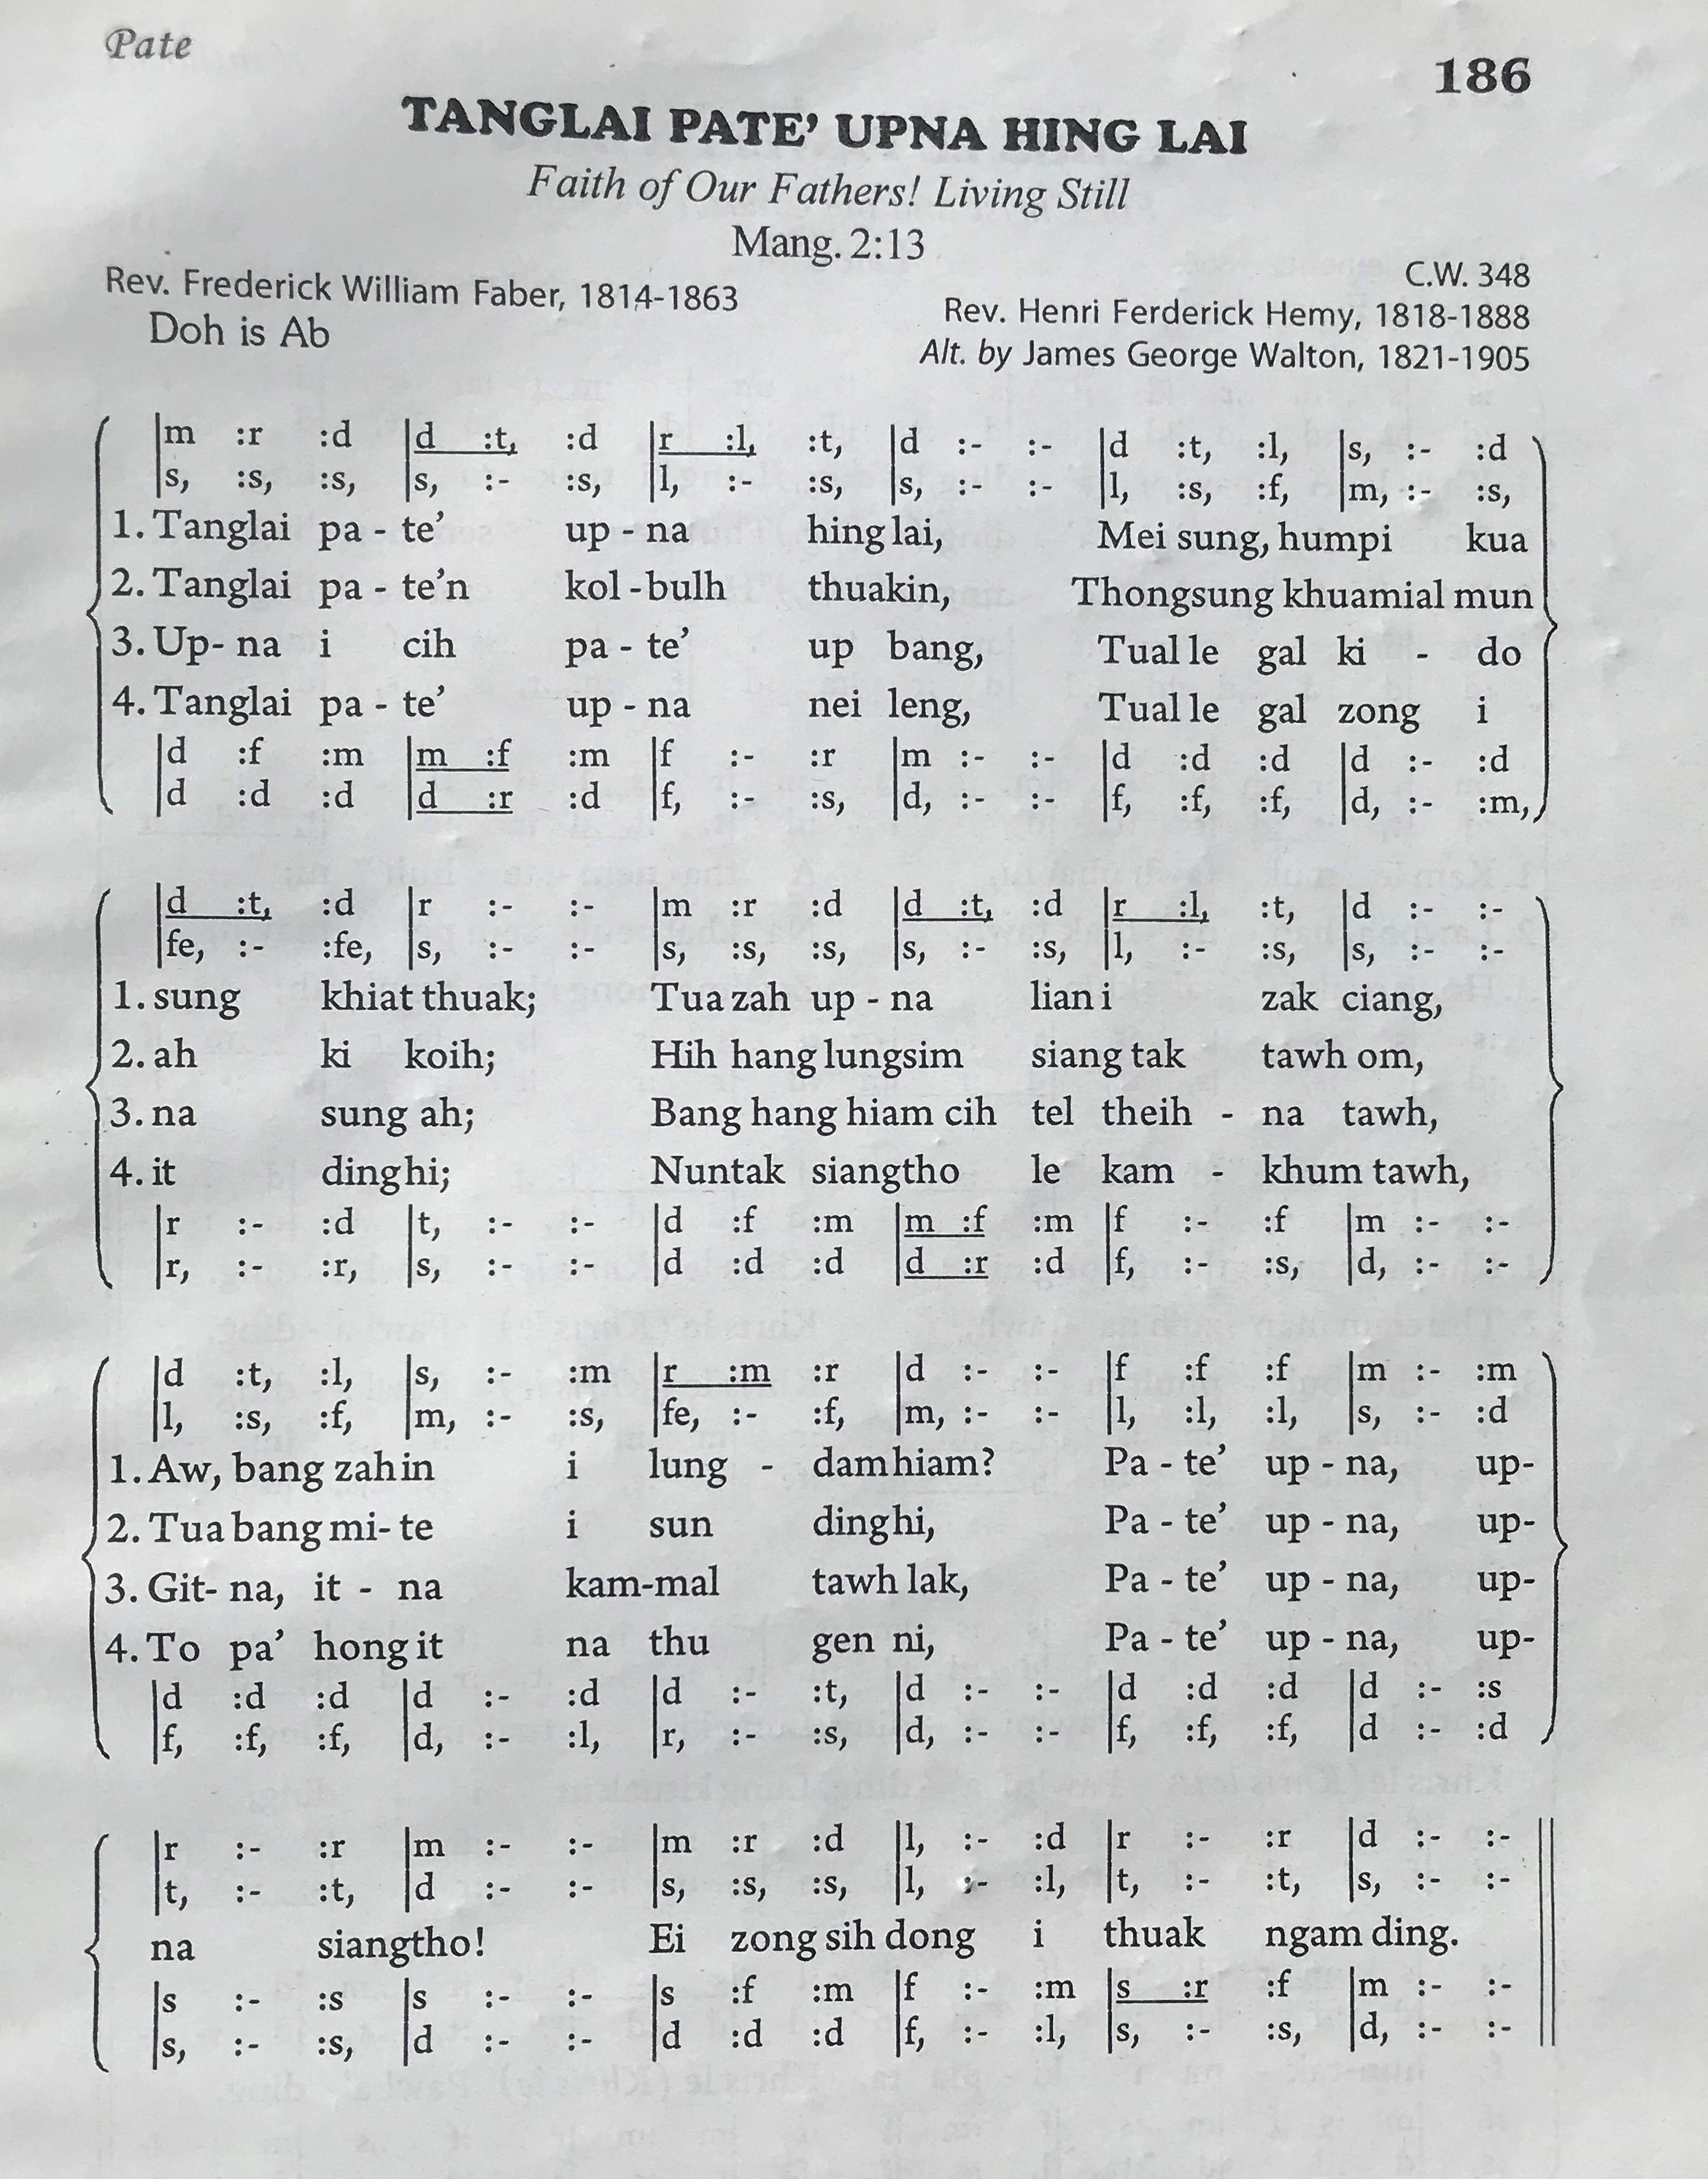 Pate
186
TANGLAI PATE’ UPNA HING LAI
Faith of Our Fathers! Living Still
Mang. 2:13
C.W. 348
Rev. Frederick William Faber, 1814-1863
Rev. Henri Ferderick Hemy, 1818-1888
Doh is Ab
Alt. by James George Walton, 1821-1905
|m :r :d |d :t, :d |r :l, :t, |d :- :- |d :t, :l, |s, :- :d
|s, :s, :s, |s, :- :s, |l, :- :s, |s, :- :- |l, :s, :f, |m, :- :s,
1. Tanglai pa - te’ up - na hing lai, Mei sung, humpi kua
2. Tanglai pa - te’n kol - bulh thuakin, Thongsung khuamial mun
3. Up- na i cih pa - te’ up bang, Tual le gal ki - do
4. Tanglai pa - te’ up - na nei leng, Tual le gal zong i
|d :f :m |m :f :m |f :- :r |m :- :- |d :d :d |d :- :d
|d :d :d |d :r :d |f, :- :s, |d, :- :- |f, :f, :f, |d, :- :m,
|d :t, :d |r :- :- |m :r :d |d :t, :d |r :l, :t, |d :- :-
|fe, :- :fe, |s, :- :- |s, :s, :s, |s, :- :s, |l, :- :s, |s, :- :-
1. sung khiat thuak; Tua zah up - na lian i zak ciang,
2. ah ki koih; Hih hang lungsim siang tak tawh om,
3. na sung ah; Bang hang hiam cih tel theih - na tawh,
4. it ding hi; Nuntak siangtho le kam - khum tawh,
|r :- :d |t, :- :- |d :f :m |m :f :m |f :- :f |m :- :-
|r, :- :r, |s, :- :- |d :d :d |d :r :d |f, :- :s, |d, :- :-
|d :t, :l, |s, :- :m |r :m :r |d :- :- |f :f :f |m :- :m
|l, :s, :f, |m, :- :s, |fe, :- :f, |m, :- :- |l, :l, :l, |s, :- :d
1. Aw, bang zahin i lung - dam hiam? Pa - te’ up - na, up-
2. Tua bang mi- te i sun ding hi, Pa - te’ up - na, up-
3. Git- na, it - na kam-mal tawh lak, Pa - te’ up - na, up-
4. To pa’ hong it na thu gen ni, Pa - te’ up - na, up-
|d :d :d |d :- :d |d :- :t, |d :- :- |d :d :d |d :- :s
|f, :f, :f, |d, :- :l, |r, :- :s, |d, :- :- |f, :f, :f, |d :- :d
|r :- :r |m :- :- |m :r :d |l, :- :d |r :- :r |d :- :-
|t, :- :t, |d :- :- |s, :s, :s, |l, :- :l, |t, :- :t, |s, :- :-
na siangtho! Ei zong sih dong i thuak ngam ding.
|s :- :s |s :- :- |s :f :m |f :- :m |s :r :f |m :- :-
|s, :- :s, |d :- :- |d :d :d |f, :- :l, |s, :- :s, |d, :- :-